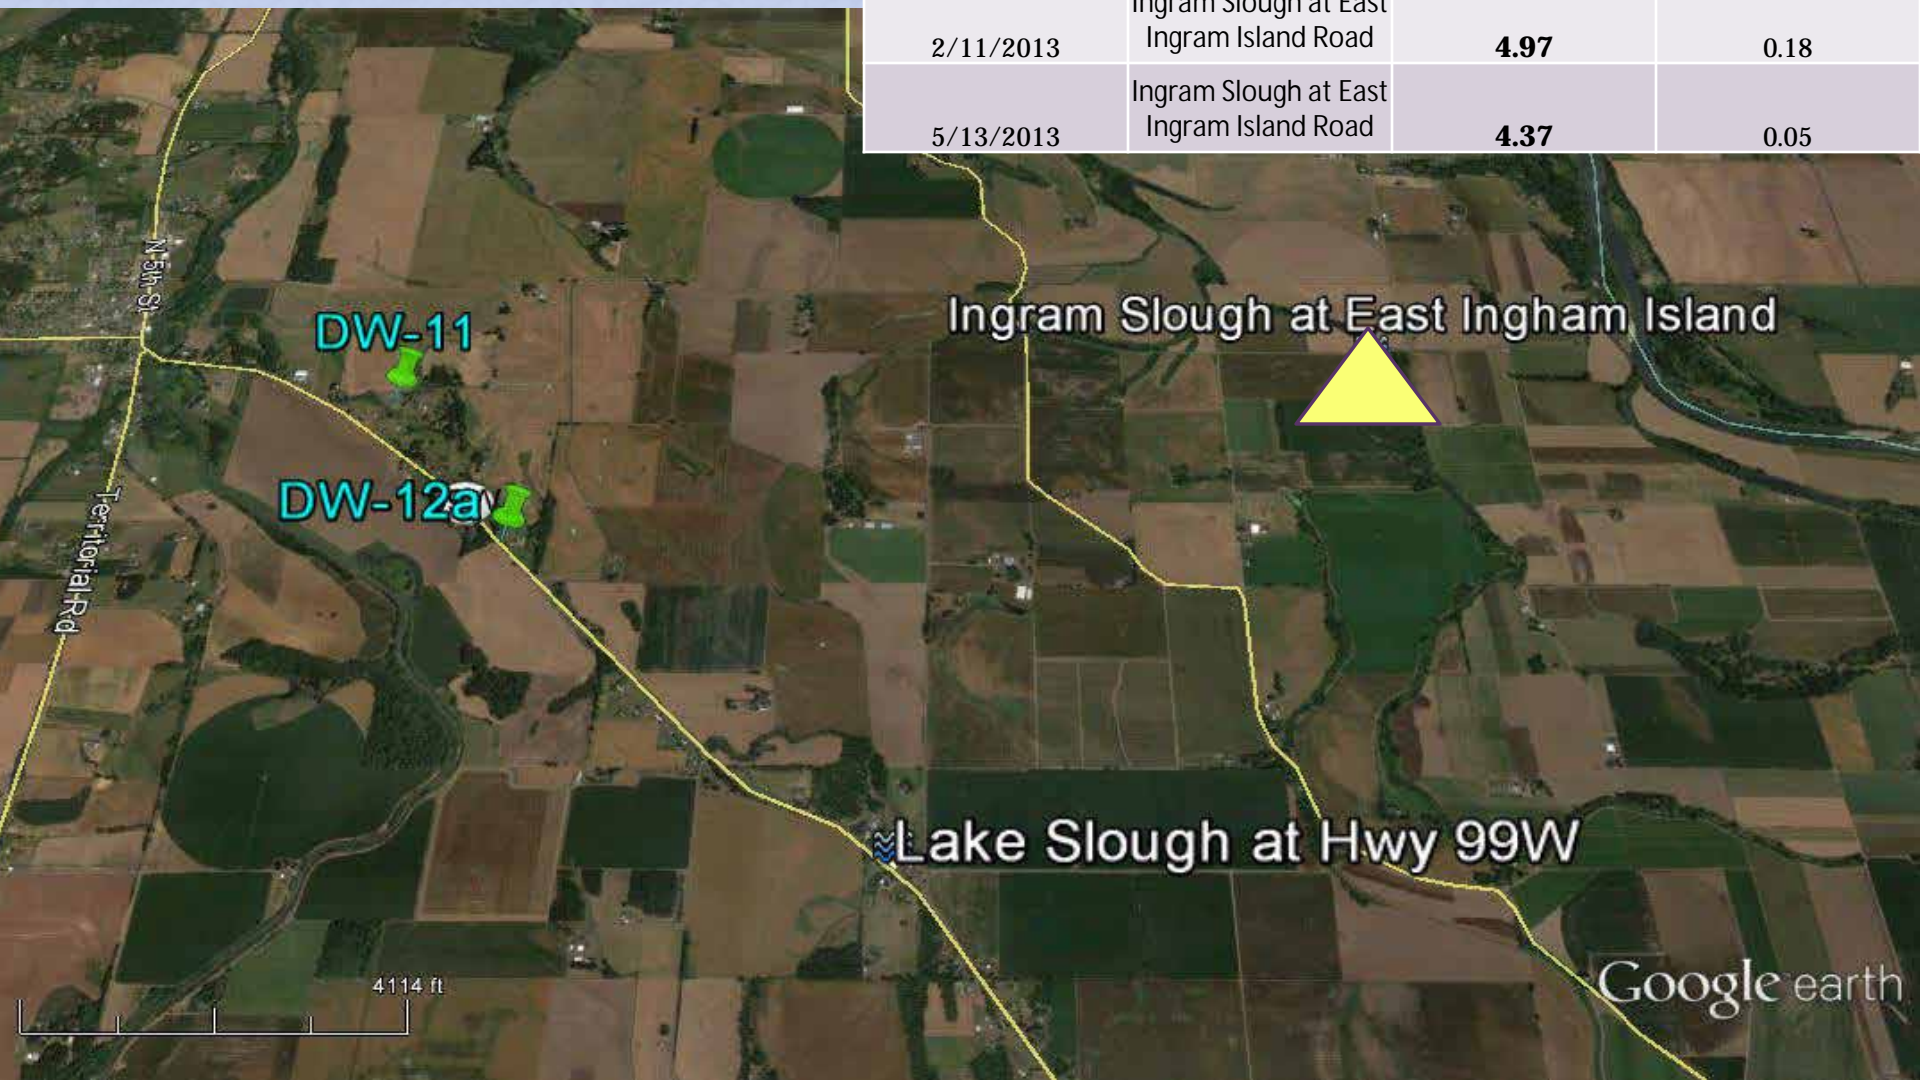 Ingram Slough at East
Ingram Island Road
2/11/2013
4.97
0.18
Ingram Slough at East
Ingram Island Road
5/13/2013
4.37
0.05
N 5th St
DW-11
Ingram Slough at East Ingham Island
DW-12a
Territorial Rd
Lake Slough at Hwy 99W
4114 ft
Google earth